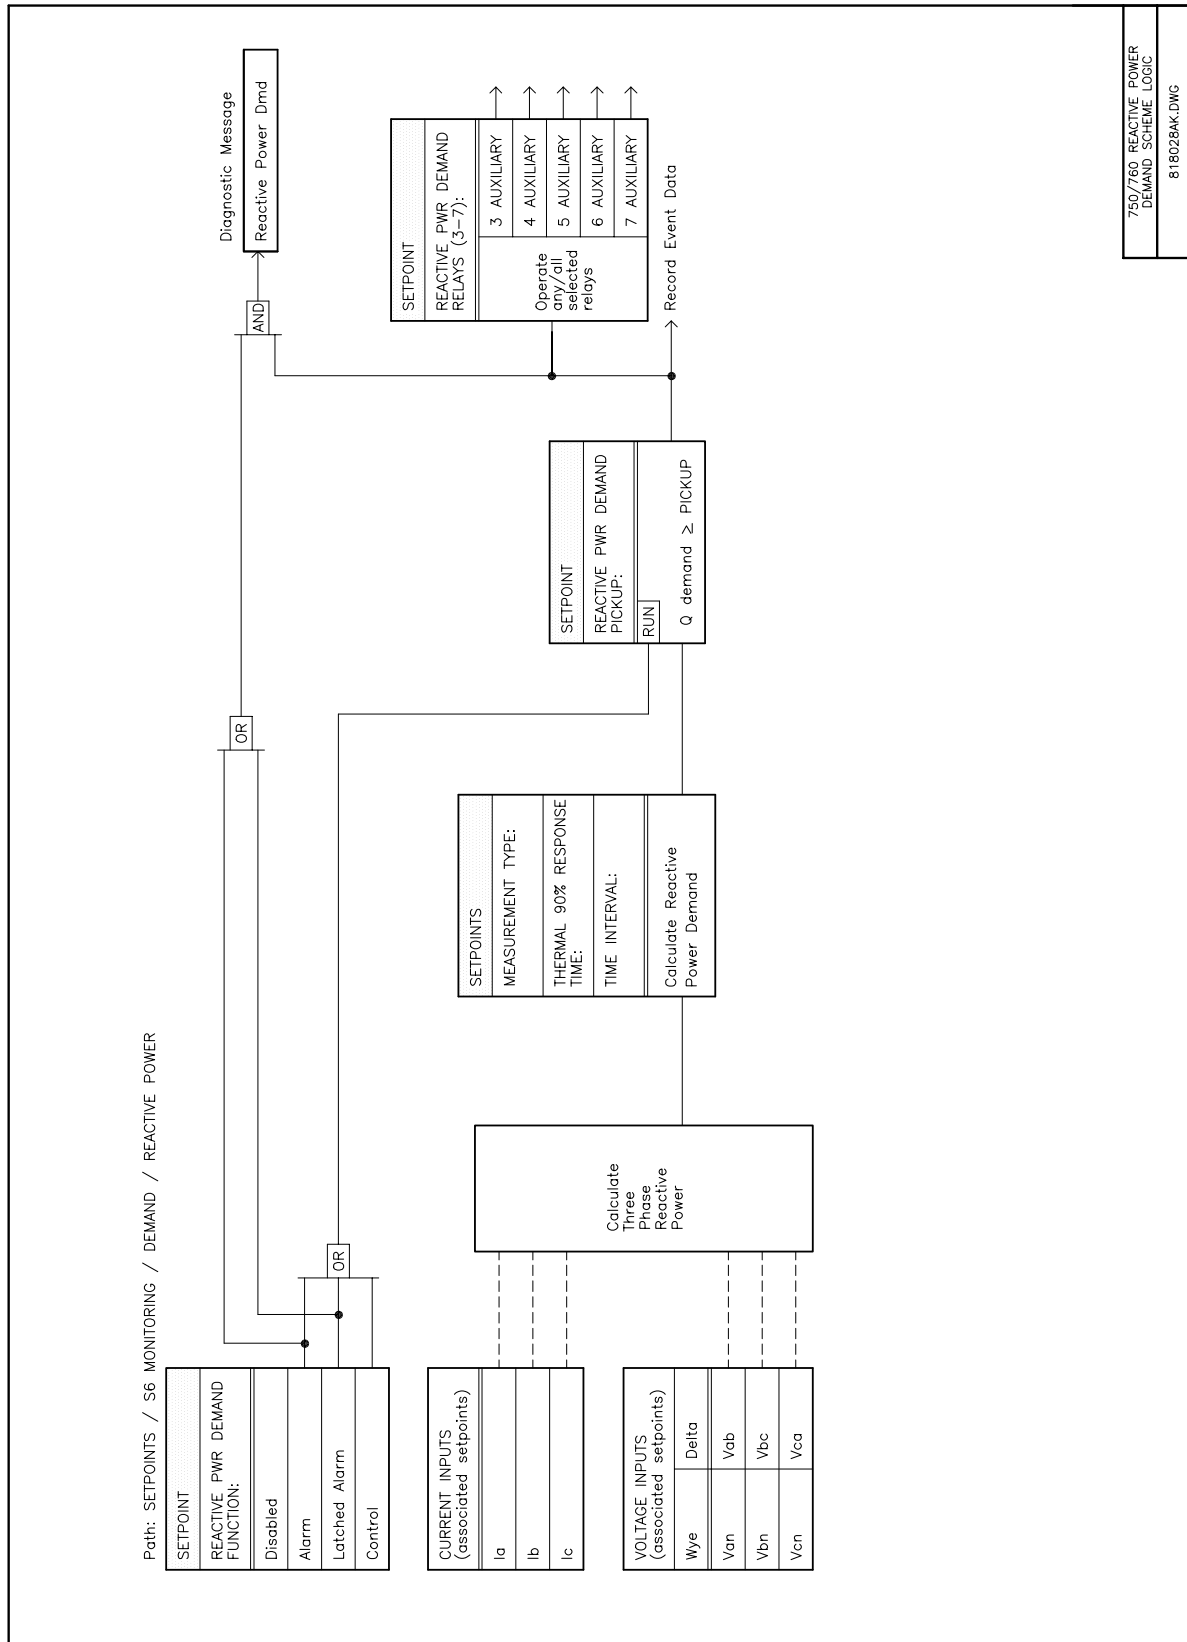 Path: SETPOINTS / S6 MONITORING / DEMAND / REACTIVE POWER
SETPOINT
REACTIVE PWR DEMAND
FUNCTION:
Disabled
Alarm
Latched Alarm
Control
OR
OR
AND
Diagnostic Message
Reactive Power Dmd
CURRENT INPUTS
(associated setpoints)
Ia
Ib
Ic
VOLTAGE INPUTS
(associated setpoints)
Wye Delta
Van Vab
Vbn Vbc
Vcn Vca
Calculate
Three
Phase
Reactive
Power
SETPOINTS
MEASUREMENT TYPE:
THERMAL 90% RESPONSE
TIME:
TIME INTERVAL:
Calculate Reactive
Power Demand
SETPOINT
REACTIVE PWR DEMAND
PICKUP:
RUN
Q demand ≥ PICKUP
SETPOINT
REACTIVE PWR DEMAND
RELAYS (3-7):
Operate
any/all
selected
relays
3 AUXILIARY
4 AUXILIARY
5 AUXILIARY
6 AUXILIARY
7 AUXILIARY
Record Event Data
750/760 REACTIVE POWER
DEMAND SCHEME LOGIC
818028AK.DWG